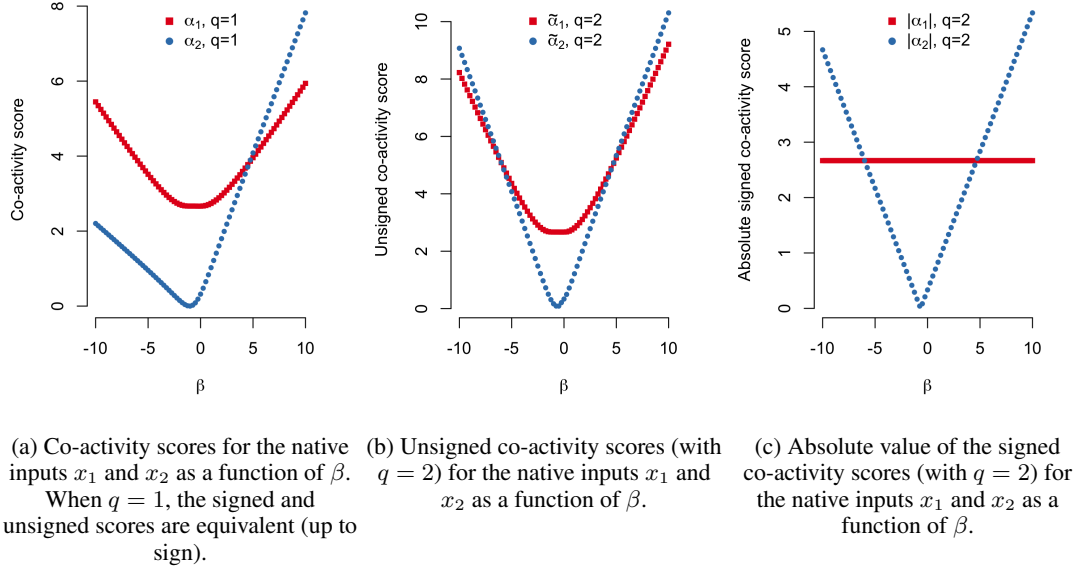 α₁, q=1
α₂, q=1
Co-activity score
0
2
4
6
8
-10
-5
0
5
10
β
α̃₁, q=2
α̃₂, q=2
Unsigned co-activity score
0
2
4
6
8
10
-10
-5
0
5
10
β
|α₁|, q=2
|α₂|, q=2
Absolute signed co-activity score
0
1
2
3
4
5
-10
-5
0
5
10
β
(a) Co-activity scores for the native
inputs x₁ and x₂ as a function of β.
When q = 1, the signed and
unsigned scores are equivalent (up to
sign).
(b) Unsigned co-activity scores (with
q = 2) for the native inputs x₁ and
x₂ as a function of β.
(c) Absolute value of the signed
co-activity scores (with q = 2) for
the native inputs x₁ and x₂ as a
function of β.